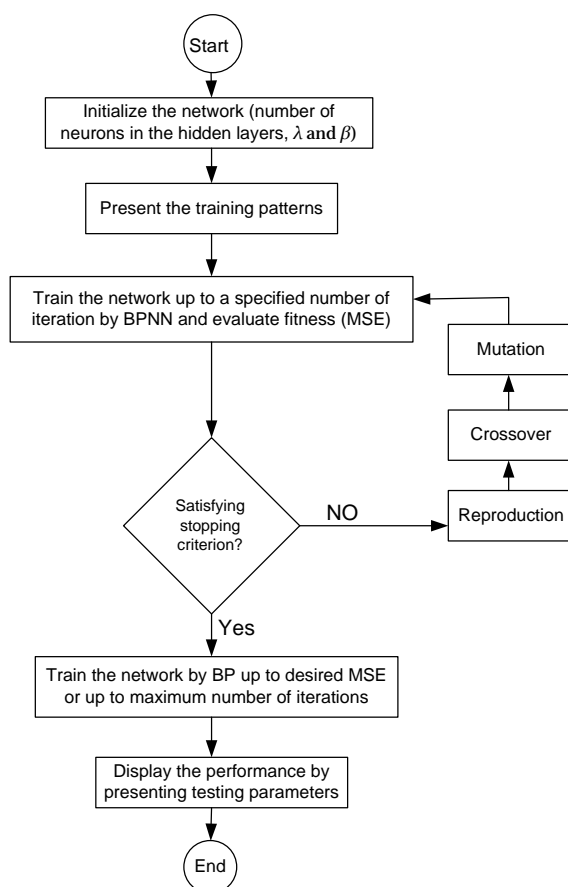 Start
Initialize the network (number of
neurons in the hidden layers, λ and β)
Present the training patterns
Train the network up to a specified number of
iteration by BPNN and evaluate fitness (MSE)
Mutation
Crossover
Reproduction
Satisfying
stopping
criterion?
NO
Yes
Train the network by BP up to desired MSE
or up to maximum number of iterations
Display the performance by
presenting testing parameters
End